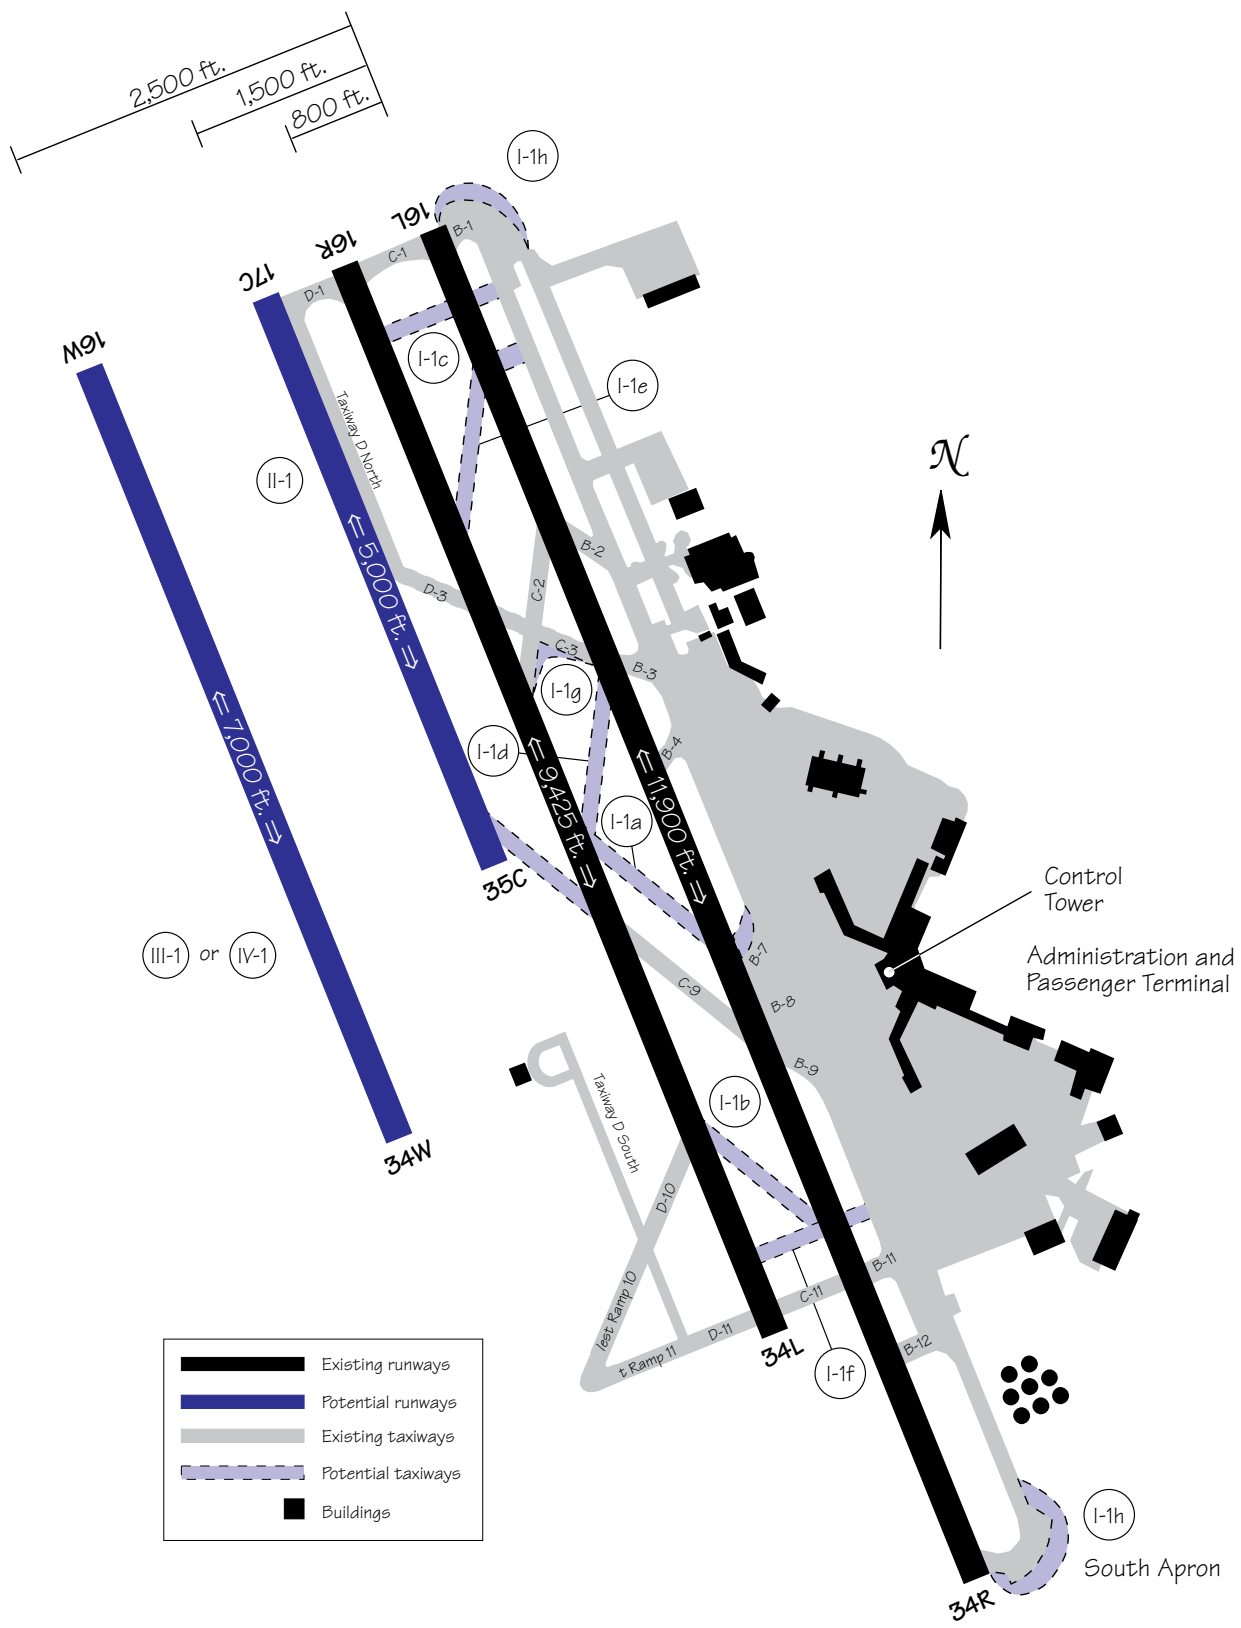 2,500 ft.
1,500 ft.
800 ft.
I-1h
16L
16R
17C
16W
B-1
C-1
D-1
I-1c
I-1e
Taxiway D North
II-1
N
B-2
C-2
D-3
C-3
B-3
5,000 ft.
I-1g
7,000 ft.
I-1d
9,425 ft.
11,900 ft.
B-4
I-1a
35C
Control
Tower
Administration and
Passenger Terminal
III-1 or IV-1
B-7
C-9
B-8
B-9
Taxiway D South
I-1b
34W
D-10
B-11
C-11
lest Ramp 10
D-11
t Ramp 11
34L
B-12
I-1f
Existing runways
Potential runways
Existing taxiways
Potential taxiways
Buildings
I-1h
South Apron
34R